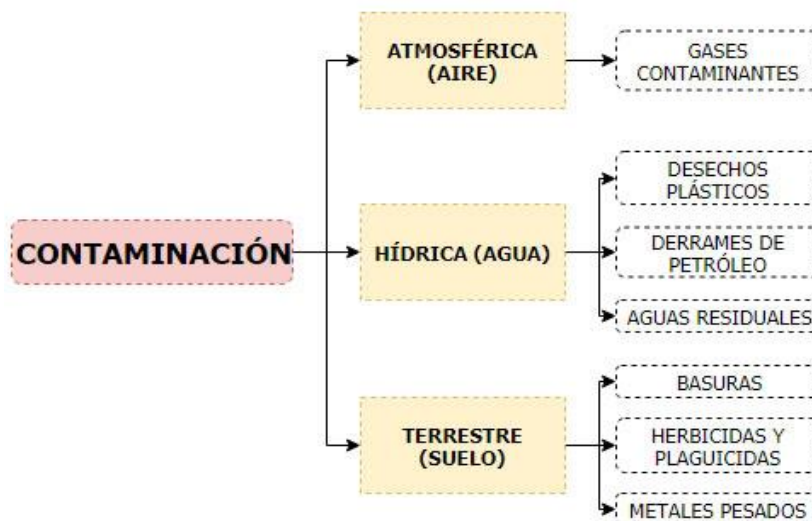 CONTAMINACIÓN
ATMOSFÉRICA
(AIRE)
GASES
CONTAMINANTES
HÍDRICA (AGUA)
DESECHOS
PLÁSTICOS
DERRAMES DE
PETRÓLEO
AGUAS RESIDUALES
TERRESTRE
(SUELO)
BASURAS
HERBICIDAS Y
PLAGUICIDAS
METALES PESADOS